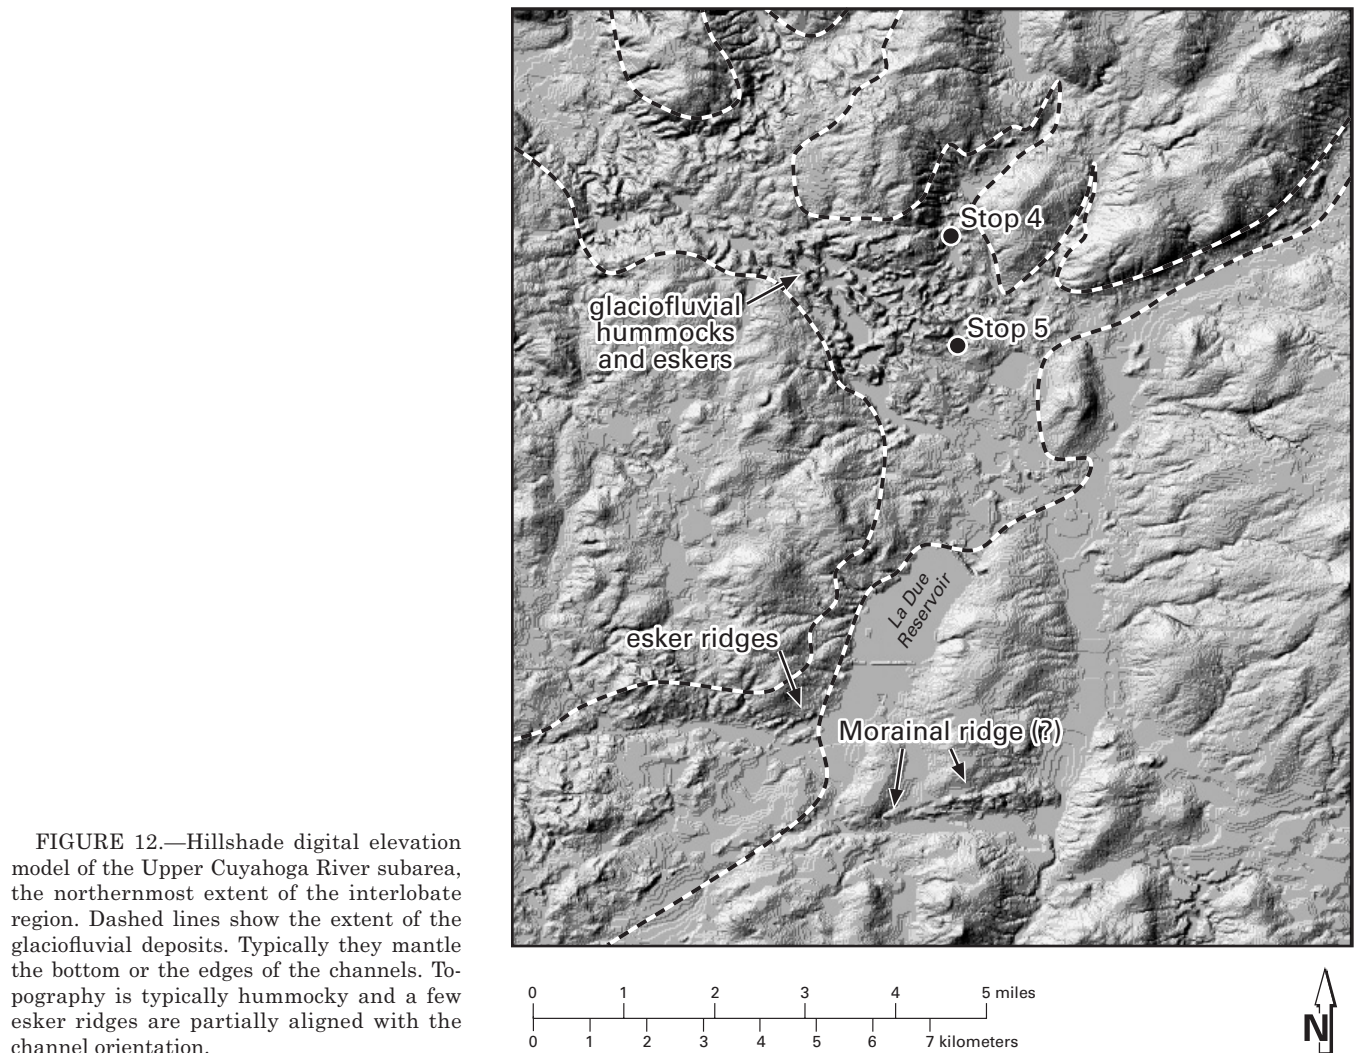 Stop 4
glaciofluvial
hummocks
and eskers
Stop 5
La Due
Reservoir
esker ridges
Morainal ridge (?)
FIGURE 12.—Hillshade digital elevation
model of the Upper Cuyahoga River subarea,
the northernmost extent of the interlobate
region. Dashed lines show the extent of the
glaciofluvial deposits. Typically they mantle
the bottom or the edges of the channels. To-
pography is typically hummocky and a few
esker ridges are partially aligned with the
channel orientation.
0 1 2 3 4 5 miles
0 1 2 3 4 5 6 7 kilometers
N